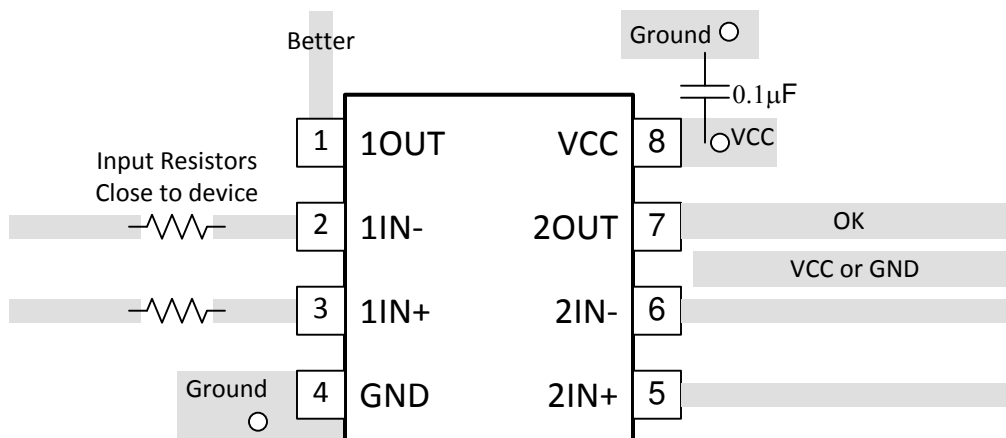 Better
Ground
0.1μF
1 1OUT VCC 8 VCC
Input Resistors
Close to device
2 1IN- 2OUT 7 OK
VCC or GND
3 1IN+ 2IN- 6
Ground
4 GND 2IN+ 5